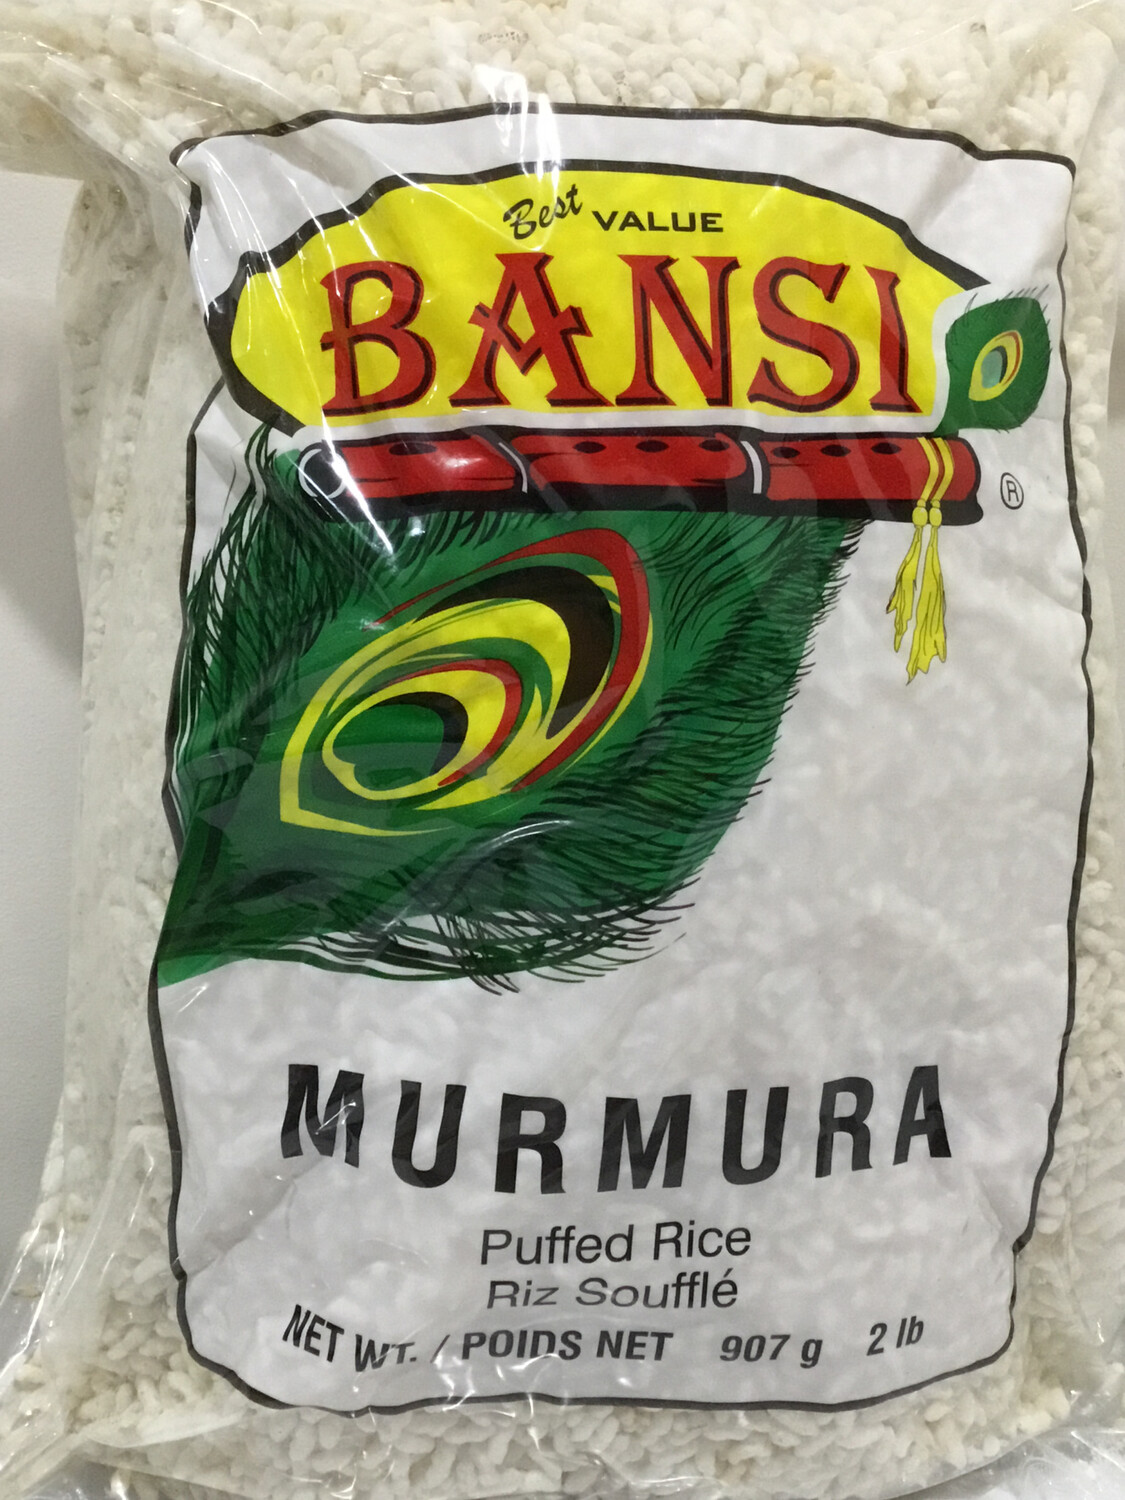 Best VALUE
BANSI
®
MURMURA
Puffed Rice
Riz Soufflé
NET WT. / POIDS NET 907 g 2 lb